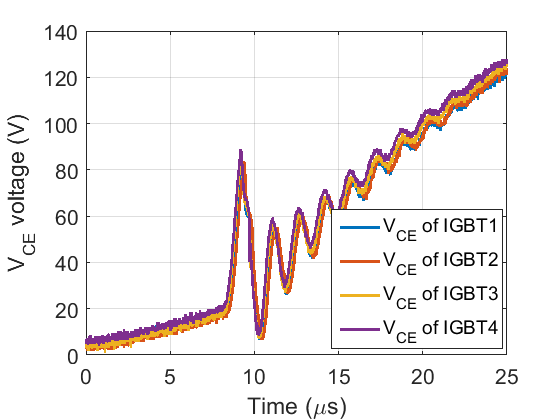 140
120
100
80
60
40
20
0
0 5 10 15 20 25
V_CE voltage (V)
Time (μs)
V_CE of IGBT1
V_CE of IGBT2
V_CE of IGBT3
V_CE of IGBT4